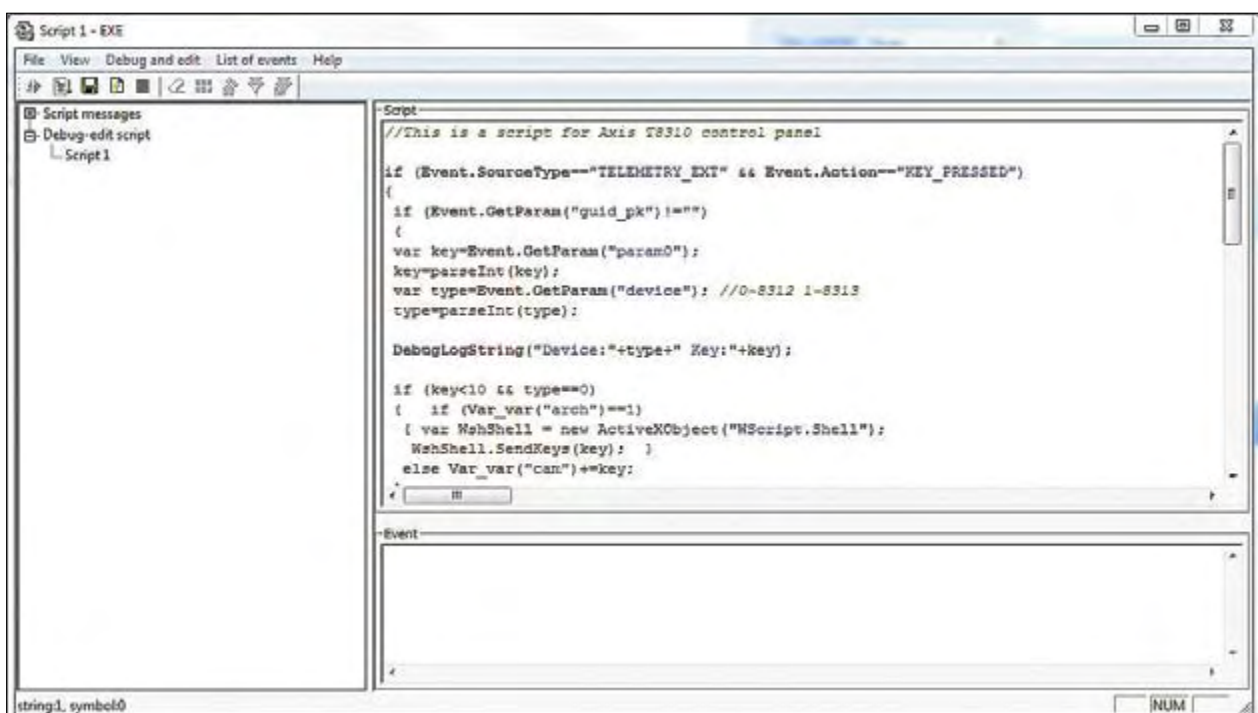 Script 1 - EXE
File View Debug and edit List of events Help
Script messages
Debug-edit script
Script 1
Script
//This is a script for Axis T8310 control panel
if (Event.SourceType=="TELEMETRY_EXT" && Event.Action=="KEY_PRESSED")
{
if (Event.GetParam("guid_pk")!="")
{
var key=Event.GetParam("param0");
key=parseInt(key);
var type=Event.GetParam("device"); //0-8312 1-8313
type=parseInt(type);
DebugLogString("Device:"+type+" Key:"+key);
if (key<10 && type==0)
{ if (Var_var("arch")==1)
{ var WshShell = new ActiveXObject("WScript.Shell");
WshShell.SendKeys(key); }
else Var_var("cam")+=key;
Event
string:1, symbol:0
NUM